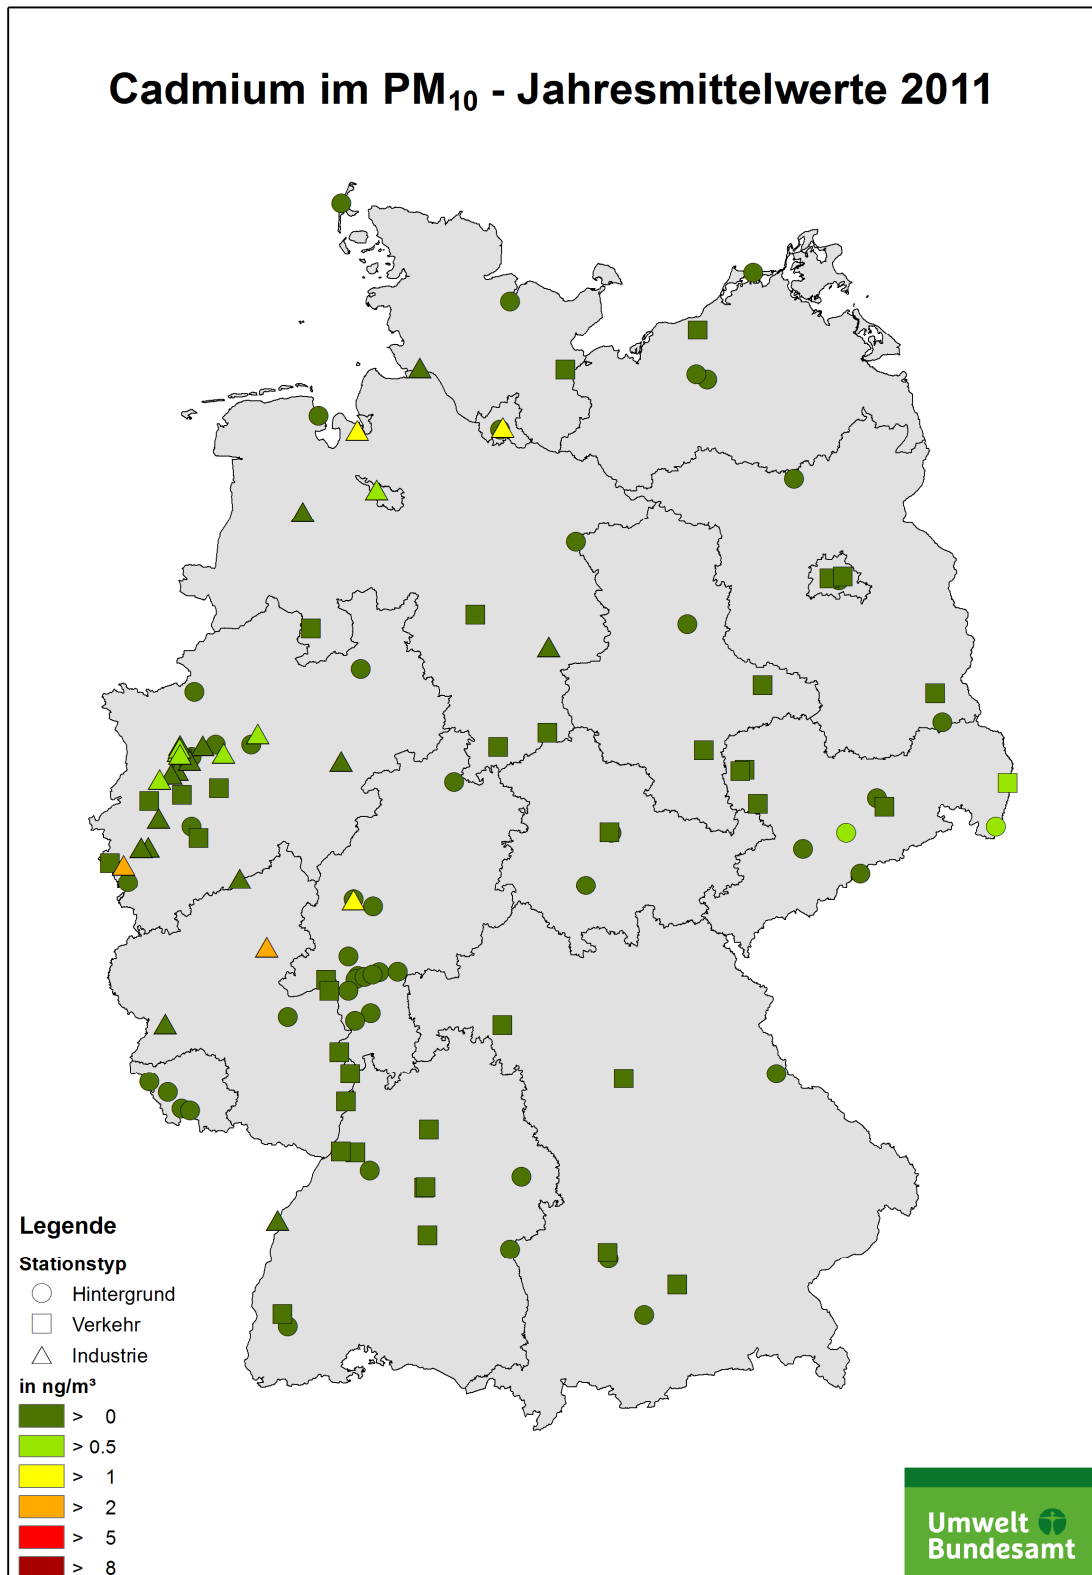 Cadmium im PM₁₀ - Jahresmittelwerte 2011
Legende
Stationstyp
Hintergrund
Verkehr
Industrie
in ng/m³
> 0
> 0.5
> 1
> 2
> 5
> 8
Umwelt
Bundesamt